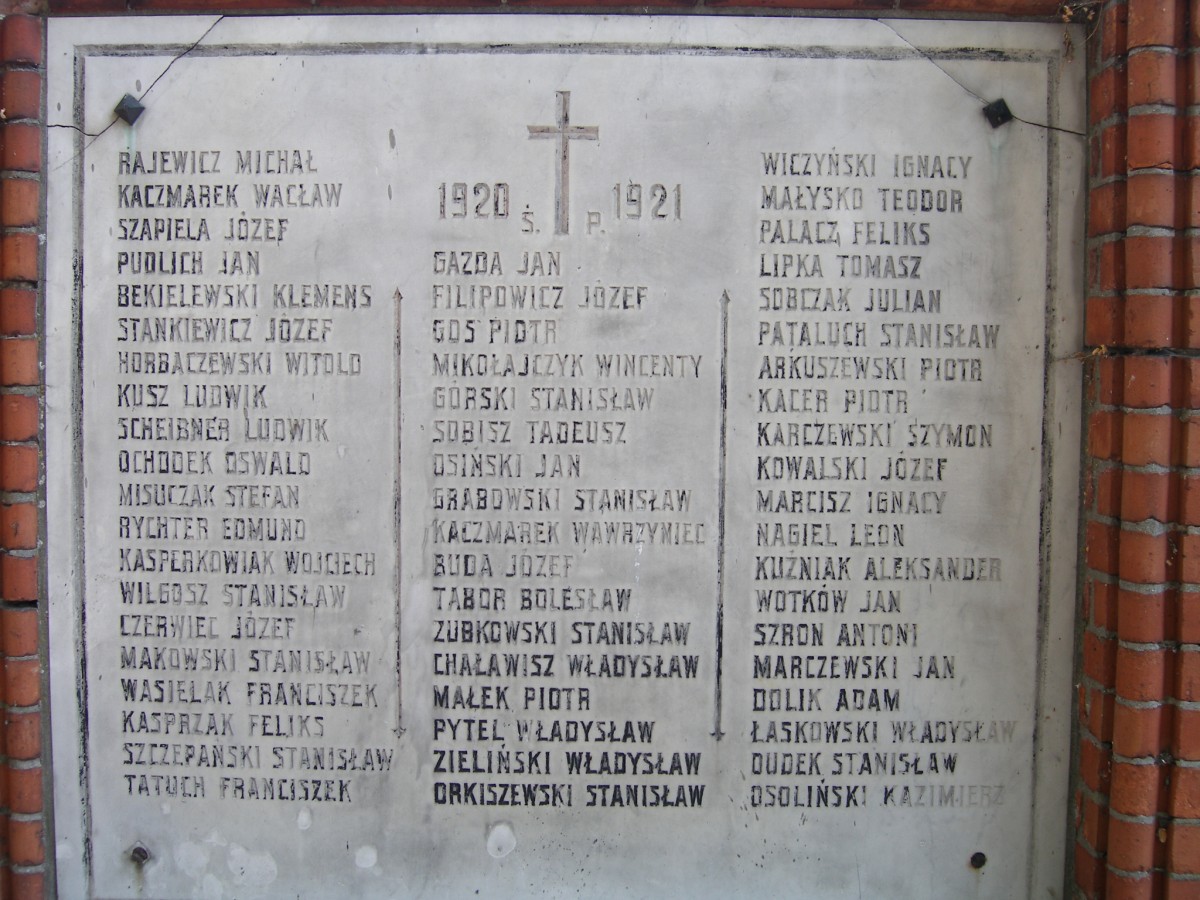 RAJEWICZ MICHAŁ
KACZMAREK WACŁAW
SZAPIELA JÓZEF
PUDLICH JAN
BEKIELEWSKI KLEMENS
STANKIEWICZ JÓZEF
HORBACZEWSKI WITOLD
KUSZ LUDWIK
SCHEIBNER LUDWIK
OCHODEK OSWALD
MISUCZAK STEFAN
RYCHTER EDMUND
KASPERKOWIAK WOJCIECH
WILGOSZ STANISŁAW
CZERWIEC JÓZEF
MAKOWSKI STANISŁAW
WASIELAK FRANCISZEK
KASPRZAK FELIKS
SZCZEPAŃSKI STANISŁAW
TATUCH FRANCISZEK
1920 Ś. P. 1921
GAZDA JAN
FILIPOWICZ JÓZEF
GOS PIOTR
MIKOŁAJCZYK WINCENTY
GÓRSKI STANISŁAW
SOBISZ TADEUSZ
OSIŃSKI JAN
GRABOWSKI STANISŁAW
KACZMAREK WAWRZYNIEC
BUDA JÓZEF
TABOR BOLESŁAW
ZUBKOWSKI STANISŁAW
CHAŁAWISZ WŁADYSŁAW
MAŁEK PIOTR
PYTEL WŁADYSŁAW
ZIELIŃSKI WŁADYSŁAW
ORKISZEWSKI STANISŁAW
WICZYŃSKI IGNACY
MAŁYSKO TEODOR
PALACZ FELIKS
LIPKA TOMASZ
SOBCZAK JULIAN
PATALUCH STANISŁAW
ARKUSZEWSKI PIOTR
KACER PIOTR
KARCZEWSKI SZYMON
KOWALSKI JÓZEF
MARCISZ IGNACY
NAGIEL LEON
KUŹNIAK ALEKSANDER
WOTKÓW JAN
SZRON ANTONI
MARCZEWSKI JAN
DOLIK ADAM
ŁASKOWSKI WŁADYSŁAW
DUDEK STANISŁAW
OSOLIŃSKI KAZIMIERZ